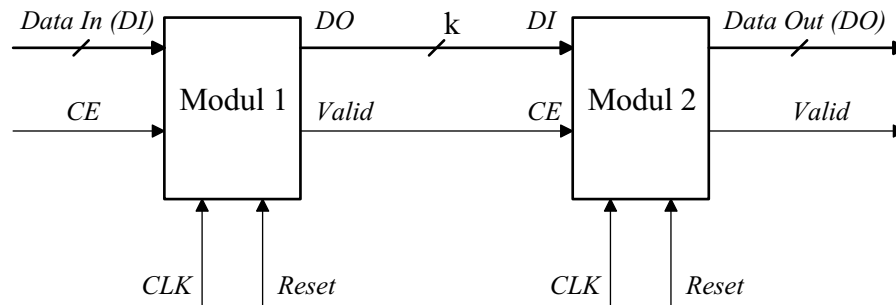 Data In (DI) DO k DI Data Out (DO)
Modul 1 Modul 2
CE Valid CE Valid
CLK Reset CLK Reset